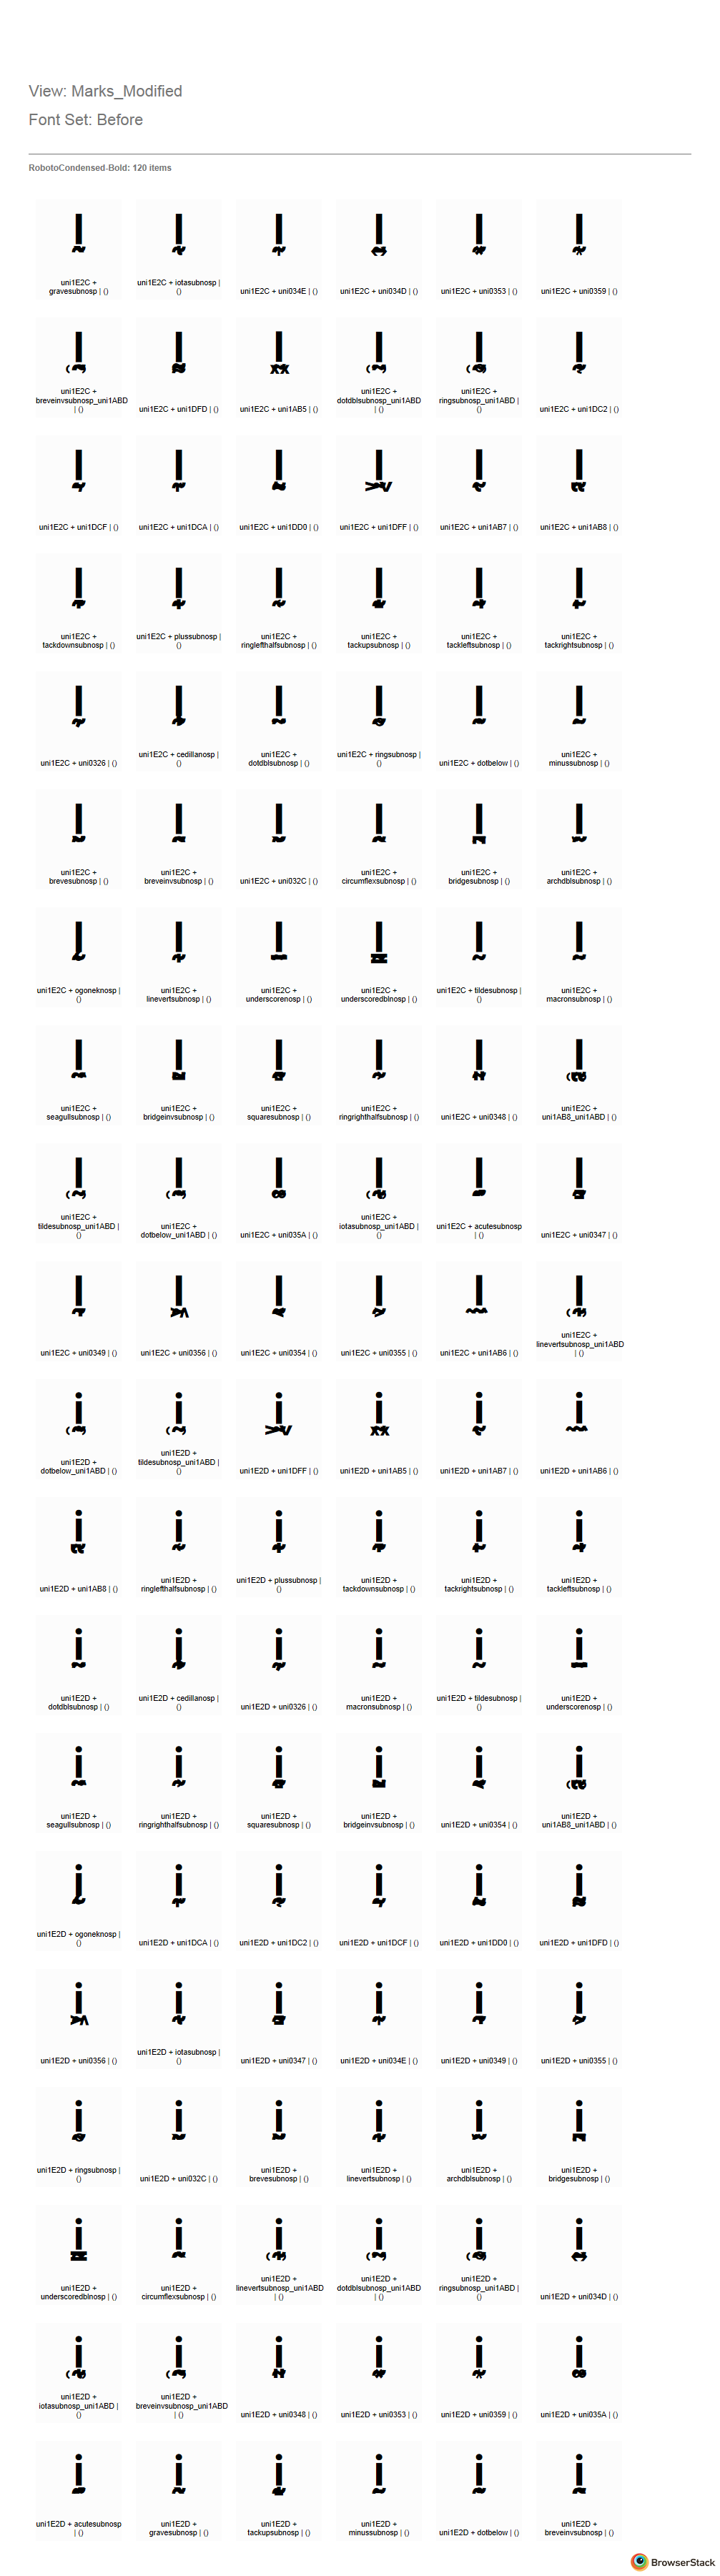 View: Marks_Modified
Font Set: Before
RobotoCondensed-Bold: 120 items
uni1E2C +
gravesubnosp | ()
uni1E2C + iotasubnosp |
()
uni1E2C + uni034E | ()
uni1E2C + uni034D | ()
uni1E2C + uni0353 | ()
uni1E2C + uni0359 | ()
uni1E2C +
breveinvsubnosp_uni1ABD
| ()
uni1E2C + uni1DFD | ()
uni1E2C + uni1AB5 | ()
uni1E2C +
dotdblsubnosp_uni1ABD
| ()
uni1E2C +
ringsubnosp_uni1ABD |
()
uni1E2C + uni1DC2 | ()
uni1E2C + uni1DCF | ()
uni1E2C + uni1DCA | ()
uni1E2C + uni1DD0 | ()
uni1E2C + uni1DFF | ()
uni1E2C + uni1AB7 | ()
uni1E2C + uni1AB8 | ()
uni1E2C +
tackdownsubnosp | ()
uni1E2C + plussubnosp |
()
uni1E2C +
ringlefthalfsubnosp | ()
uni1E2C +
tackupsubnosp | ()
uni1E2C +
tackleftsubnosp | ()
uni1E2C +
tackrightsubnosp | ()
uni1E2C + uni0326 | ()
uni1E2C + cedillanosp |
()
uni1E2C +
dotdblsubnosp | ()
uni1E2C + ringsubnosp |
()
uni1E2C + dotbelow | ()
uni1E2C +
minussubnosp | ()
uni1E2C +
brevesubnosp | ()
uni1E2C +
breveinvsubnosp | ()
uni1E2C + uni032C | ()
uni1E2C +
circumflexsubnosp | ()
uni1E2C +
bridgesubnosp | ()
uni1E2C +
archdblsubnosp | ()
uni1E2C + ogoneknosp |
()
uni1E2C +
linevertsubnosp | ()
uni1E2C +
underscorenosp | ()
uni1E2C +
underscoredblnosp | ()
uni1E2C + tildesubnosp |
()
uni1E2C +
macronsubnosp | ()
uni1E2C +
seagullsubnosp | ()
uni1E2C +
bridgeinvsubnosp | ()
uni1E2C +
squaresubnosp | ()
uni1E2C +
ringrighthalfsubnosp | ()
uni1E2C + uni0348 | ()
uni1E2C +
uni1AB8_uni1ABD | ()
uni1E2C +
tildesubnosp_uni1ABD |
()
uni1E2C +
dotbelow_uni1ABD | ()
uni1E2C + uni035A | ()
uni1E2C +
iotasubnosp_uni1ABD |
()
uni1E2C + acutesubnosp
| ()
uni1E2C + uni0347 | ()
uni1E2C + uni0349 | ()
uni1E2C + uni0356 | ()
uni1E2C + uni0354 | ()
uni1E2C + uni0355 | ()
uni1E2C + uni1AB6 | ()
uni1E2C +
linevertsubnosp_uni1ABD
| ()
uni1E2D +
dotbelow_uni1ABD | ()
uni1E2D +
tildesubnosp_uni1ABD |
()
uni1E2D + uni1DFF | ()
uni1E2D + uni1AB5 | ()
uni1E2D + uni1AB7 | ()
uni1E2D + uni1AB6 | ()
uni1E2D + uni1AB8 | ()
uni1E2D +
ringlefthalfsubnosp | ()
uni1E2D + plussubnosp |
()
uni1E2D +
tackdownsubnosp | ()
uni1E2D +
tackrightsubnosp | ()
uni1E2D +
tackleftsubnosp | ()
uni1E2D +
dotdblsubnosp | ()
uni1E2D + cedillanosp |
()
uni1E2D + uni0326 | ()
uni1E2D +
macronsubnosp | ()
uni1E2D + tildesubnosp |
()
uni1E2D +
underscorenosp | ()
uni1E2D +
seagullsubnosp | ()
uni1E2D +
ringrighthalfsubnosp | ()
uni1E2D +
squaresubnosp | ()
uni1E2D +
bridgeinvsubnosp | ()
uni1E2D + uni0354 | ()
uni1E2D +
uni1AB8_uni1ABD | ()
uni1E2D + ogoneknosp |
()
uni1E2D + uni1DCA | ()
uni1E2D + uni1DC2 | ()
uni1E2D + uni1DCF | ()
uni1E2D + uni1DD0 | ()
uni1E2D + uni1DFD | ()
uni1E2D + uni0356 | ()
uni1E2D + iotasubnosp |
()
uni1E2D + uni0347 | ()
uni1E2D + uni034E | ()
uni1E2D + uni0349 | ()
uni1E2D + uni0355 | ()
uni1E2D + ringsubnosp |
()
uni1E2D + uni032C | ()
uni1E2D +
brevesubnosp | ()
uni1E2D +
linevertsubnosp | ()
uni1E2D +
archdblsubnosp | ()
uni1E2D +
bridgesubnosp | ()
uni1E2D +
underscoredblnosp | ()
uni1E2D +
circumflexsubnosp | ()
uni1E2D +
linevertsubnosp_uni1ABD
| ()
uni1E2D +
dotdblsubnosp_uni1ABD
| ()
uni1E2D +
ringsubnosp_uni1ABD |
()
uni1E2D + uni034D | ()
uni1E2D +
iotasubnosp_uni1ABD |
()
uni1E2D +
breveinvsubnosp_uni1ABD
| ()
uni1E2D + uni0348 | ()
uni1E2D + uni0353 | ()
uni1E2D + uni0359 | ()
uni1E2D + uni035A | ()
uni1E2D + acutesubnosp
| ()
uni1E2D +
gravesubnosp | ()
uni1E2D +
tackupsubnosp | ()
uni1E2D +
minussubnosp | ()
uni1E2D + dotbelow | ()
uni1E2D +
breveinvsubnosp | ()
BrowserStack